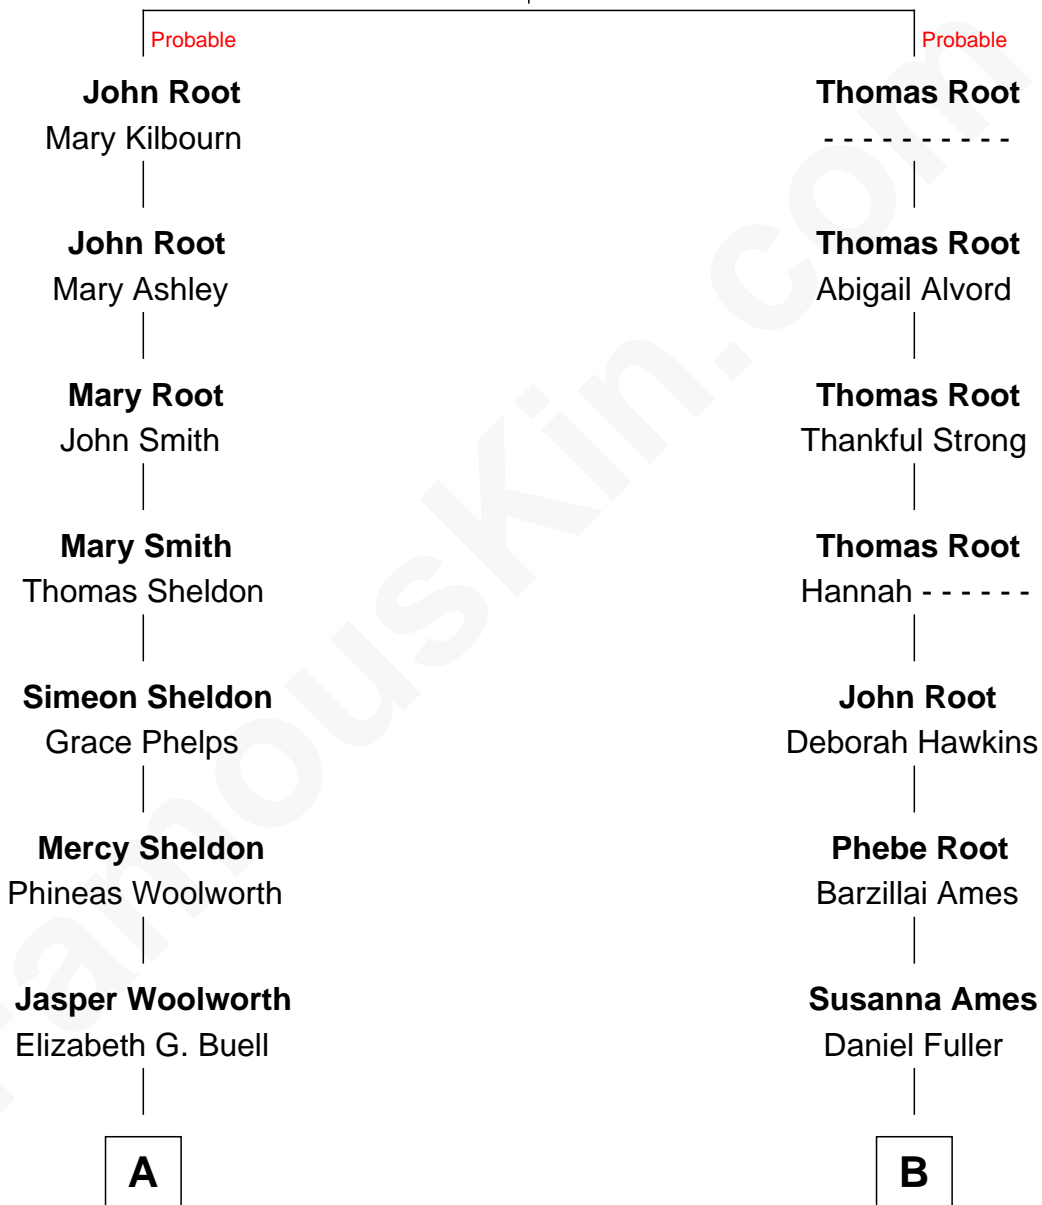 Probable
Probable
John Root
Mary Kilbourn
Thomas Root
- - - - - - - - - -
John Root
Mary Ashley
Thomas Root
Abigail Alvord
Mary Root
John Smith
Thomas Root
Thankful Strong
Mary Smith
Thomas Sheldon
Thomas Root
Hannah - - - - - -
Simeon Sheldon
Grace Phelps
John Root
Deborah Hawkins
Mercy Sheldon
Phineas Woolworth
Phebe Root
Barzillai Ames
Jasper Woolworth
Elizabeth G. Buell
Susanna Ames
Daniel Fuller
A
B
FamousKin.com